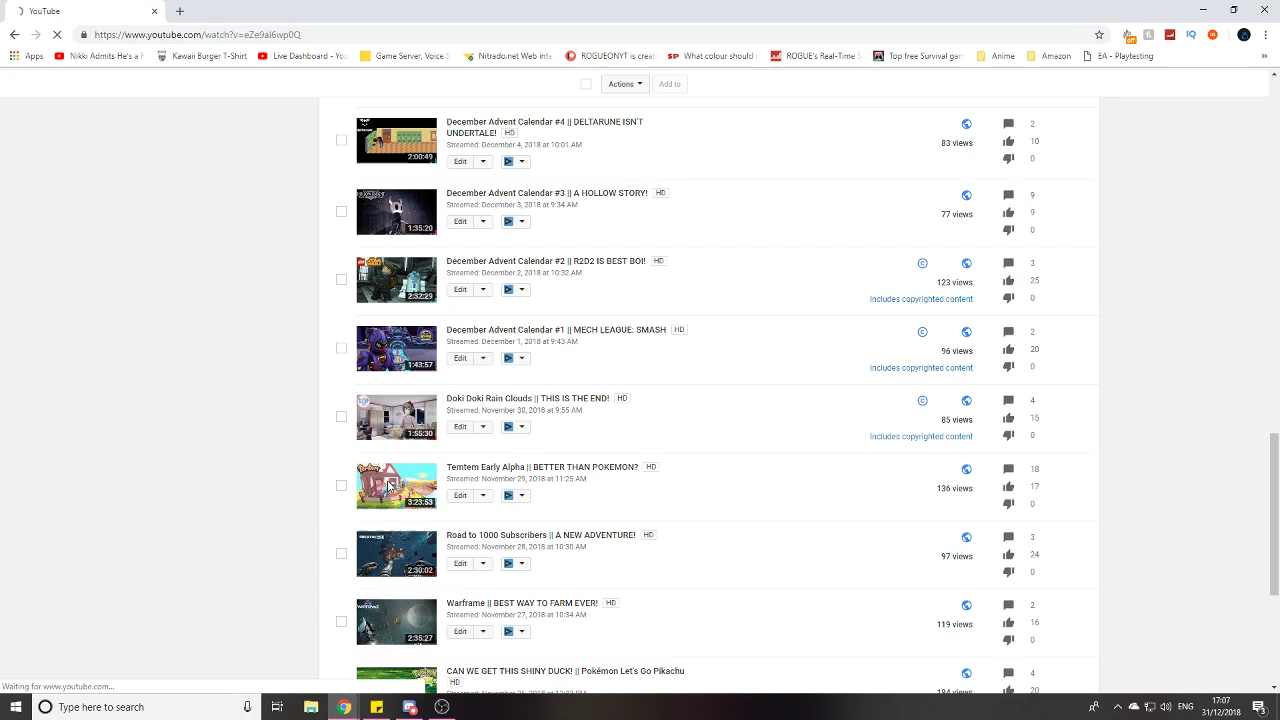 YouTube
https://www.youtube.com/watch?v=eZe9aI6wp0Q
off
IQ
Apps
Nikki Admits He's a F
Kawaii Burger T-Shirt
Live Dashboard - You
Game Server, Voice S
Nitrado.net Web inte
ROGUEONYT is creat
What colour should i
ROGUE's Real-Time S
Top free Survival gam
Anime
Amazon
EA - Playtesting
Actions
Add to
December Advent Calendar #4 || DELTARUNE ISN'T
UNDERTALE! HD
Streamed: December 4, 2018 at 10:01 AM
2:00:49
Edit
83 views
2
10
0
December Advent Calendar #3 || A HOLLOW STORY! HD
Streamed: December 3, 2018 at 9:34 AM
1:35:20
Edit
77 views
9
9
0
December Advent Calendar #2 || R2D2 IS BEST BOI! HD
Streamed: December 2, 2018 at 10:32 AM
2:32:29
Edit
123 views
Includes copyrighted content
3
25
0
December Advent Calendar #1 || MECH LEAGUE: SMASH HD
Streamed: December 1, 2018 at 9:43 AM
1:43:57
Edit
96 views
Includes copyrighted content
2
20
0
Doki Doki Rain Clouds || THIS IS THE END! HD
Streamed: November 30, 2018 at 9:55 AM
1:55:30
Edit
85 views
Includes copyrighted content
4
15
0
Temtem Early Alpha || BETTER THAN POKEMON? HD
Streamed: November 29, 2018 at 11:25 AM
3:23:53
Edit
136 views
18
17
0
Road to 1000 Subscribers || A NEW ADVENTURE! HD
Streamed: November 28, 2018 at 10:30 AM
2:30:02
Edit
97 views
3
24
0
Warframe || BEST WAY TO FARM EVER! HD
Streamed: November 27, 2018 at 10:34 AM
2:35:27
Edit
119 views
2
16
0
CAN WE GET THIS SHINY DUCK! || Pokémon Let's Go Pikachu
HD
4
20
Waiting for www.youtube.com...
Type here to search
ENG
17:07
31/12/2018